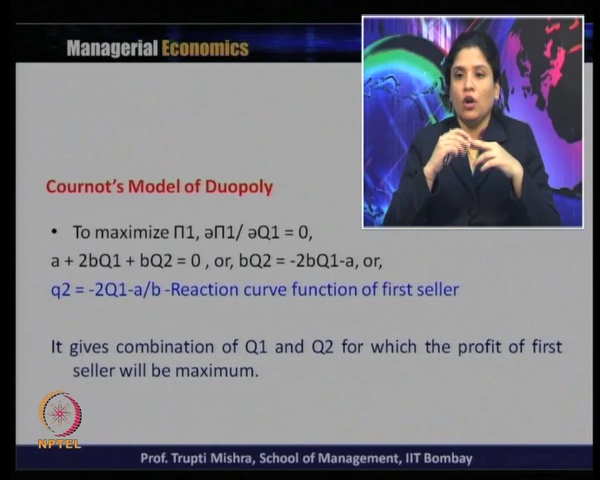 Managerial Economics
Cournot's Model of Duopoly
• To maximize Π1, əΠ1/ əQ1 = 0,
a + 2bQ1 + bQ2 = 0 , or, bQ2 = -2bQ1-a, or,
q2 = -2Q1-a/b -Reaction curve function of first seller
It gives combination of Q1 and Q2 for which the profit of first
seller will be maximum.
NPTEL
Prof. Trupti Mishra, School of Management, IIT Bombay